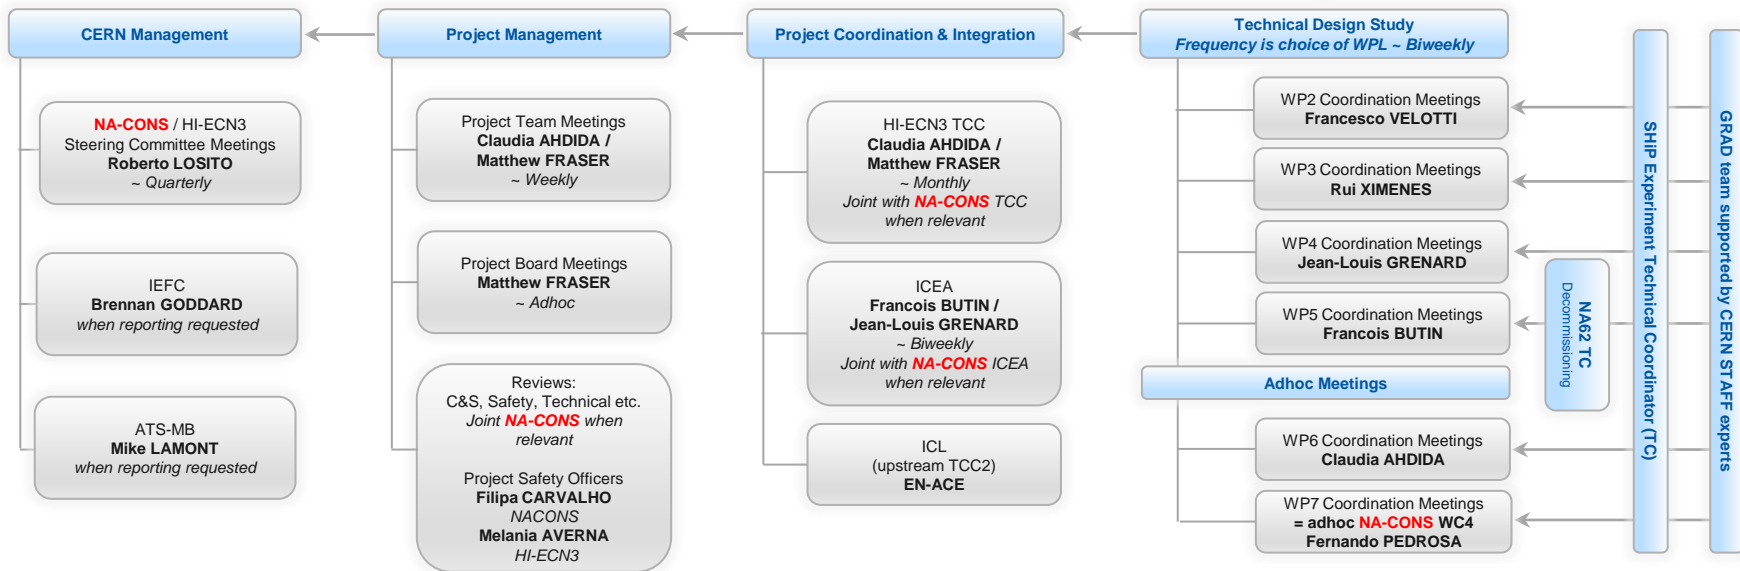 CERN Management
NA-CONS / HI-ECN3
Steering Committee Meetings
Roberto LOSITO
~ Quarterly
IEFC
Brennan GODDARD
when reporting requested
ATS-MB
Mike LAMONT
when reporting requested
Project Management
Project Team Meetings
Claudia AHDIDA /
Matthew FRASER
~ Weekly
Project Board Meetings
Matthew FRASER
~ Adhoc
Reviews:
C&S, Safety, Technical etc.
Joint NA-CONS when
relevant
Project Safety Officers
Filipa CARVALHO
NACONS
Melania AVERNA
HI-ECN3
Project Coordination & Integration
HI-ECN3 TCC
Claudia AHDIDA /
Matthew FRASER
~ Monthly
Joint with NA-CONS TCC
when relevant
ICEA
Francois BUTIN /
Jean-Louis GRENARD
~ Biweekly
Joint with NA-CONS ICEA
when relevant
ICL
(upstream TCC2)
EN-ACE
Technical Design Study
Frequency is choice of WPL ~ Biweekly
WP2 Coordination Meetings
Francesco VELOTTI
WP3 Coordination Meetings
Rui XIMENES
WP4 Coordination Meetings
Jean-Louis GRENARD
WP5 Coordination Meetings
Francois BUTIN
Adhoc Meetings
WP6 Coordination Meetings
Claudia AHDIDA
WP7 Coordination Meetings
= adhoc NA-CONS WC4
Fernando PEDROSA
NA62 TC
Decommissioning
SHiP Experiment Technical Coordinator (TC)
GRAD team supported by CERN STAFF experts